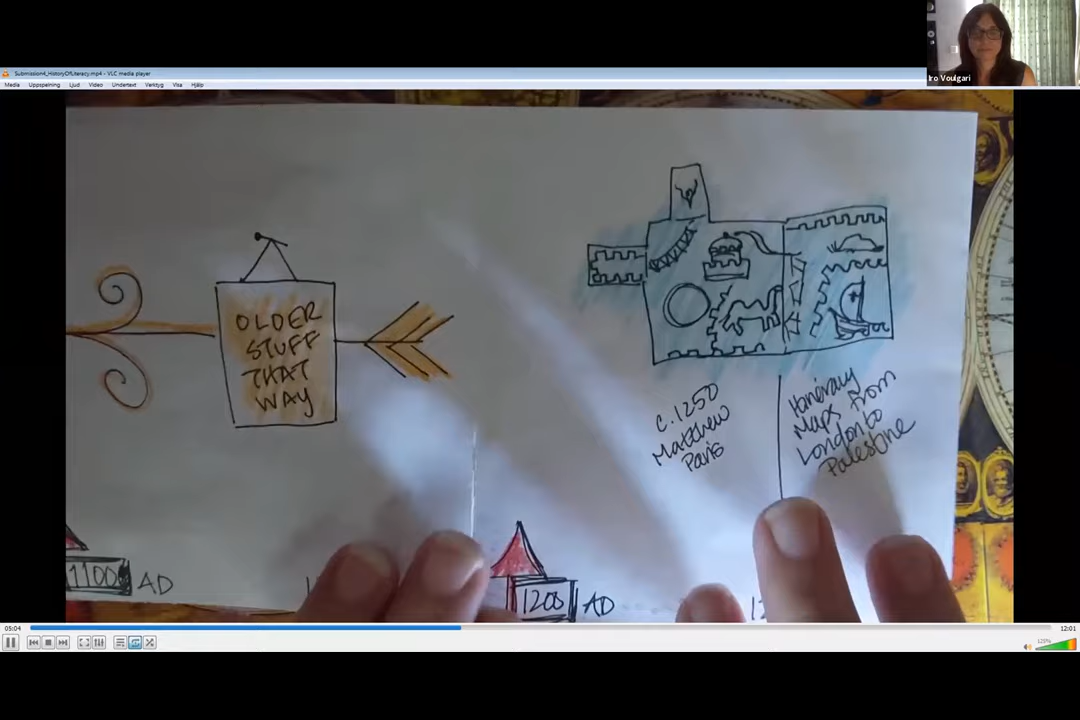 Iro Voulgari
Submission4_HistoryOfLiteracy.mp4 - VLC media player
Media Uppspelning Ljud Video Undertext Verktyg Visa Hjälp
OLDER
STUFF
THAT
WAY
c.1250
Matthew
Paris
Itinerary
Maps from
London to
Palestine
1100 AD
1200 AD
05:04
12:01
125%